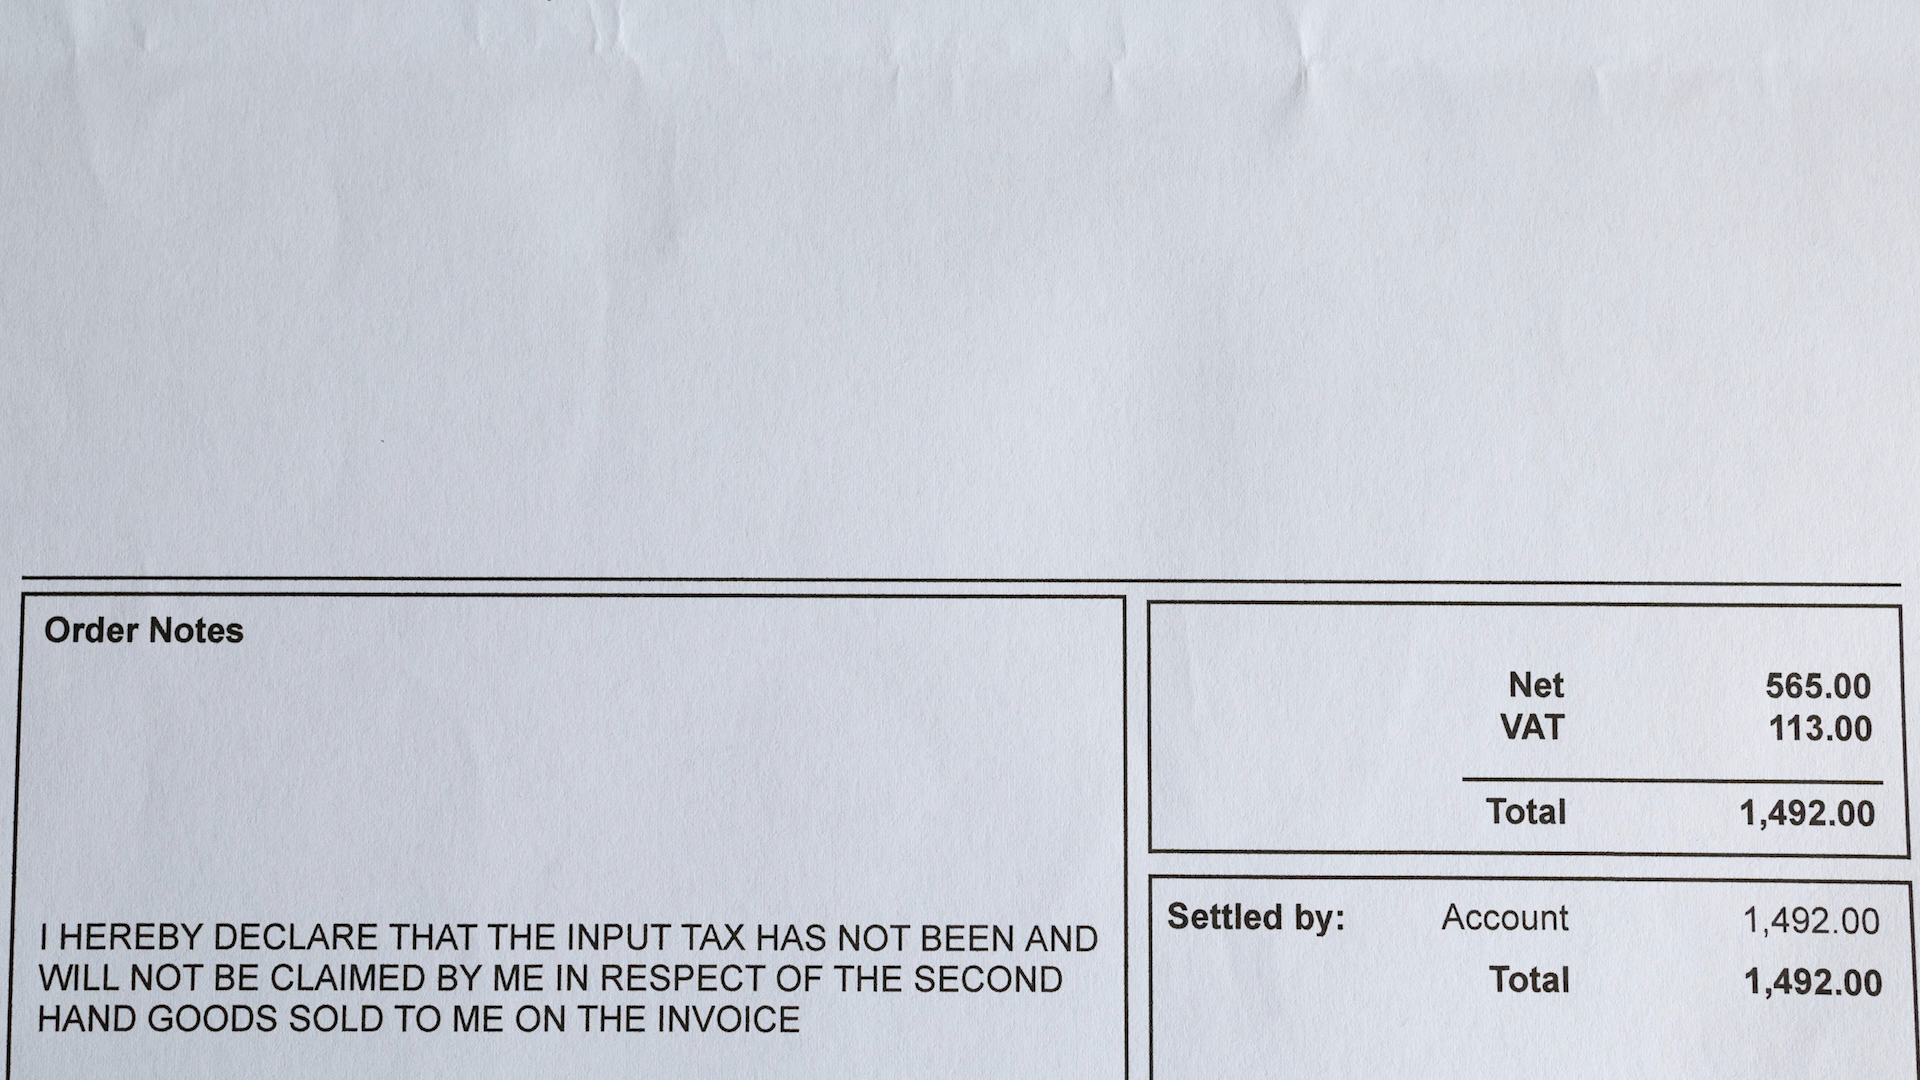 Order Notes
I HEREBY DECLARE THAT THE INPUT TAX HAS NOT BEEN AND
WILL NOT BE CLAIMED BY ME IN RESPECT OF THE SECOND
HAND GOODS SOLD TO ME ON THE INVOICE
Net 565.00
VAT 113.00
Total 1,492.00
Settled by: Account 1,492.00
Total 1,492.00